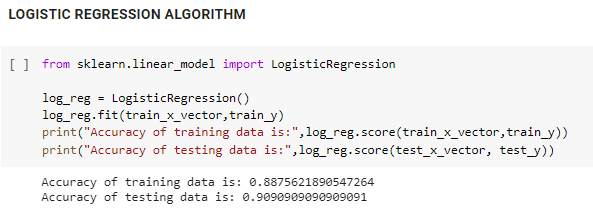 LOGISTIC REGRESSION ALGORITHM
[ ] from sklearn.linear_model import LogisticRegression
log_reg = LogisticRegression()
log_reg.fit(train_x_vector,train_y)
print("Accuracy of training data is:",log_reg.score(train_x_vector,train_y))
print("Accuracy of testing data is:",log_reg.score(test_x_vector, test_y))
Accuracy of training data is: 0.8875621890547264
Accuracy of testing data is: 0.9090909090909091